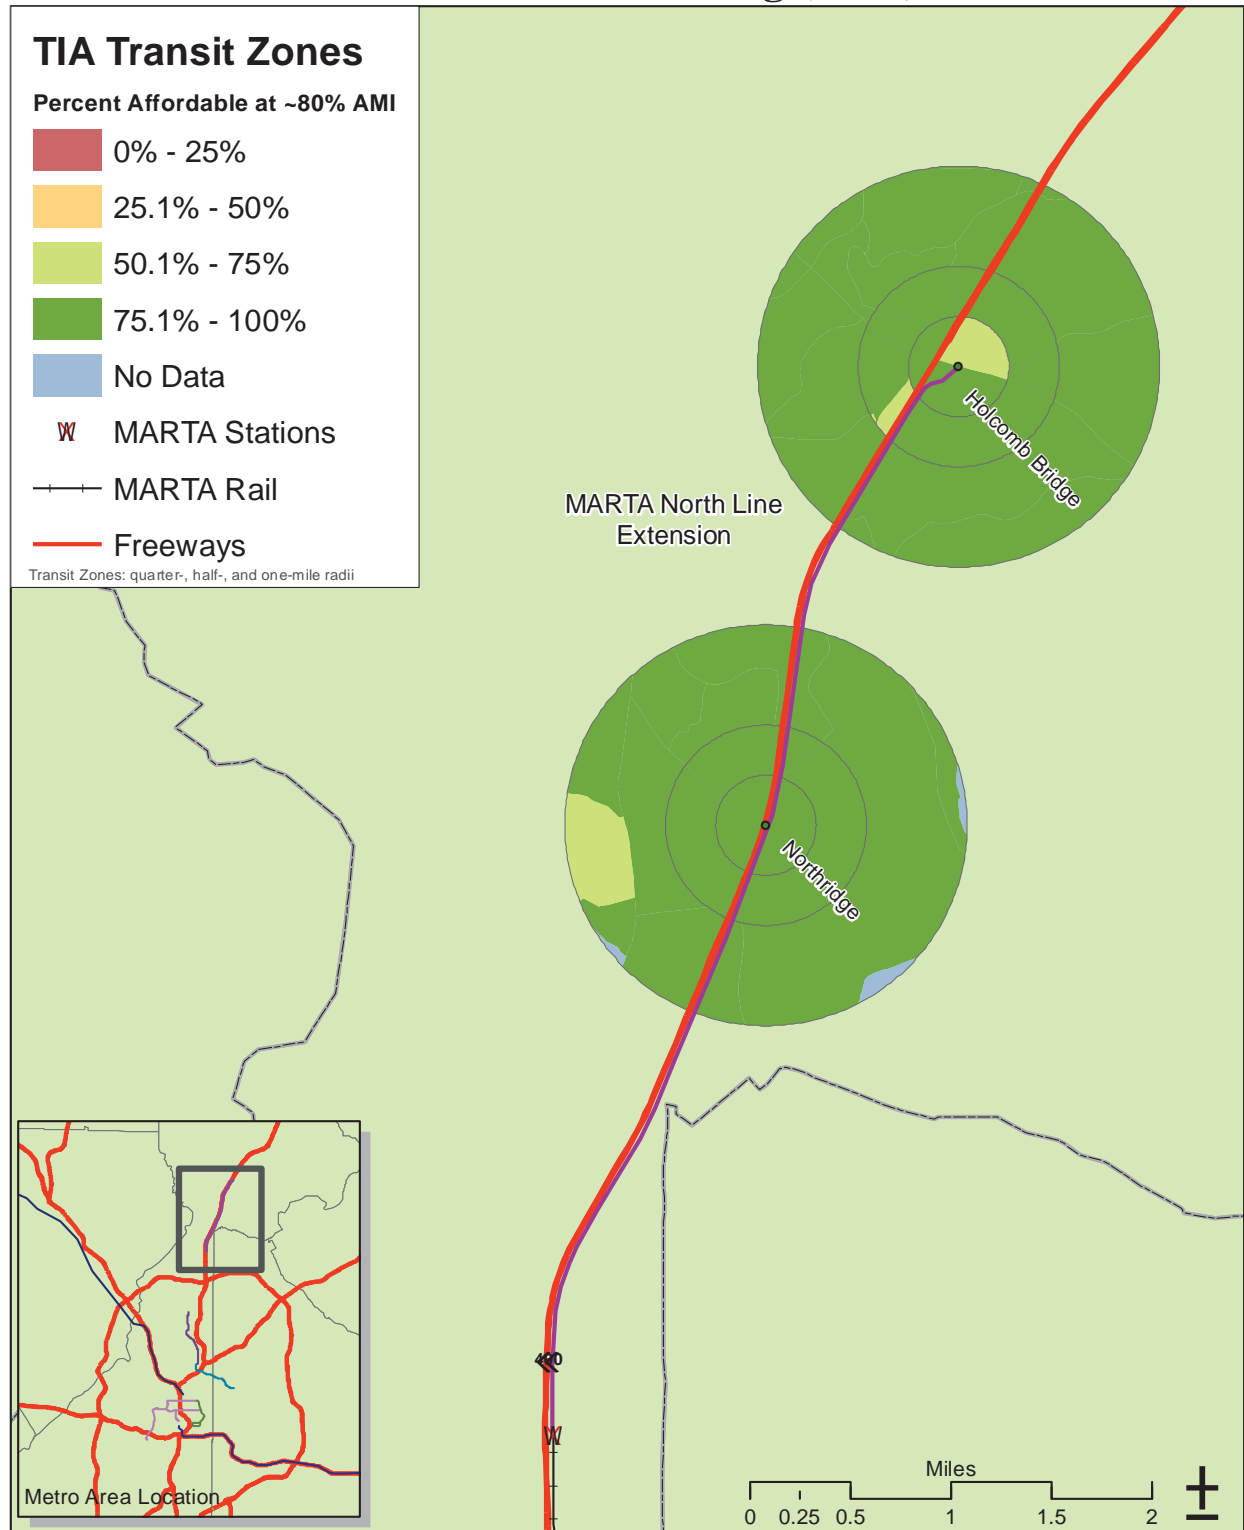 TIA Transit Zones
Percent Affordable at ~80% AMI
0% - 25%
25.1% - 50%
50.1% - 75%
75.1% - 100%
No Data
MARTA Stations
MARTA Rail
Freeways
Transit Zones: quarter-, half-, and one-mile radii
Holcomb Bridge
MARTA North Line
Extension
Northridge
Metro Area Location
Miles
0 0.25 0.5 1 1.5 2